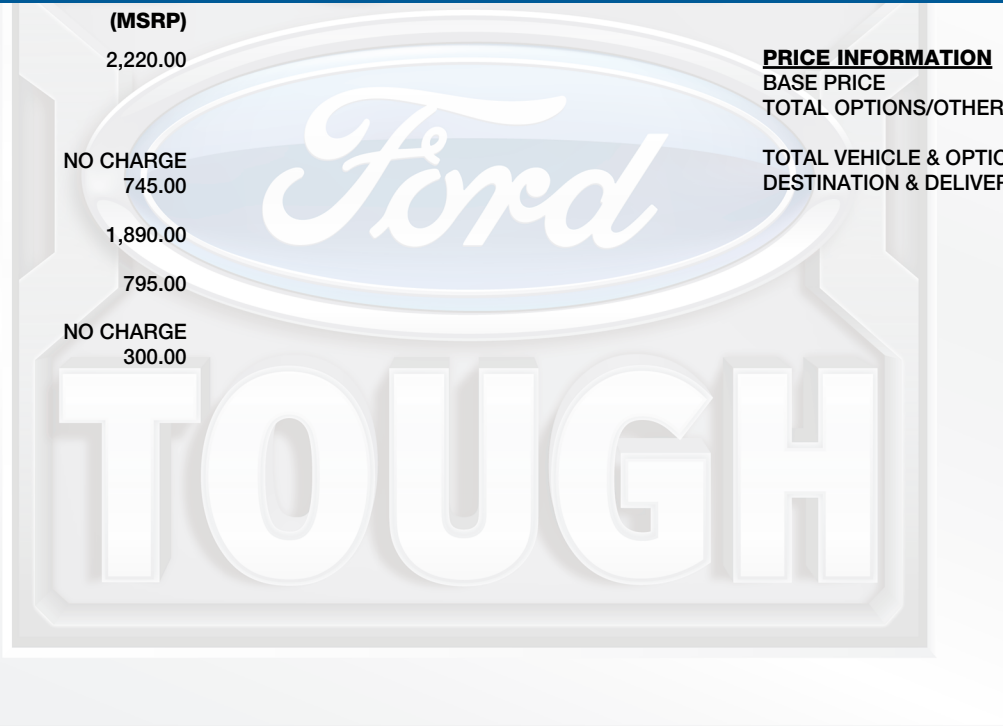 (MSRP)
2,220.00
NO CHARGE
745.00
1,890.00
795.00
NO CHARGE
300.00
PRICE INFORMATION
BASE PRICE
TOTAL OPTIONS/OTHER
TOTAL VEHICLE & OPTIO
DESTINATION & DELIVER
Ford
TOUGH